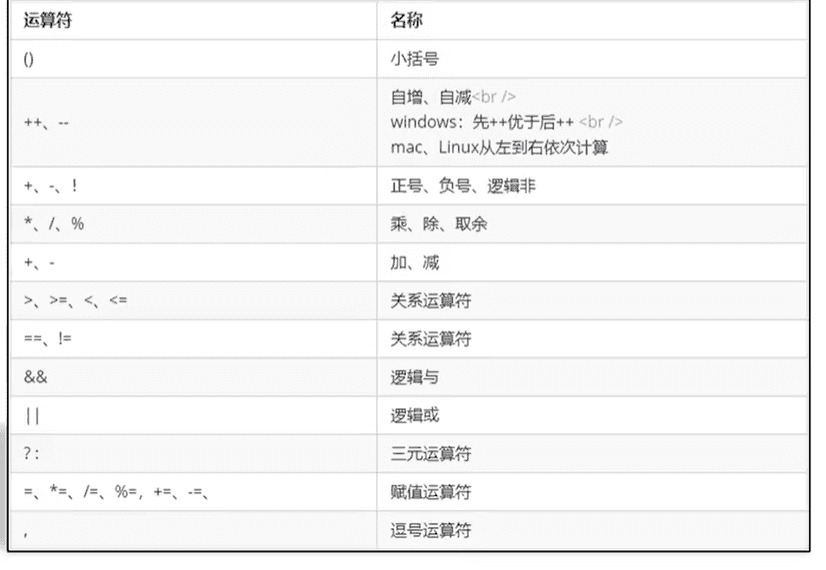 运算符 名称
() 小括号
++、-- 自增、自减<br />
windows：先++优于后++ <br />
mac、Linux从左到右依次计算
+、-、! 正号、负号、逻辑非
*、/、% 乘、除、取余
+、- 加、减
>、>=、<、<= 关系运算符
==、!= 关系运算符
&& 逻辑与
|| 逻辑或
? : 三元运算符
=、*=、/=、%=，+=、-=、 赋值运算符
, 逗号运算符